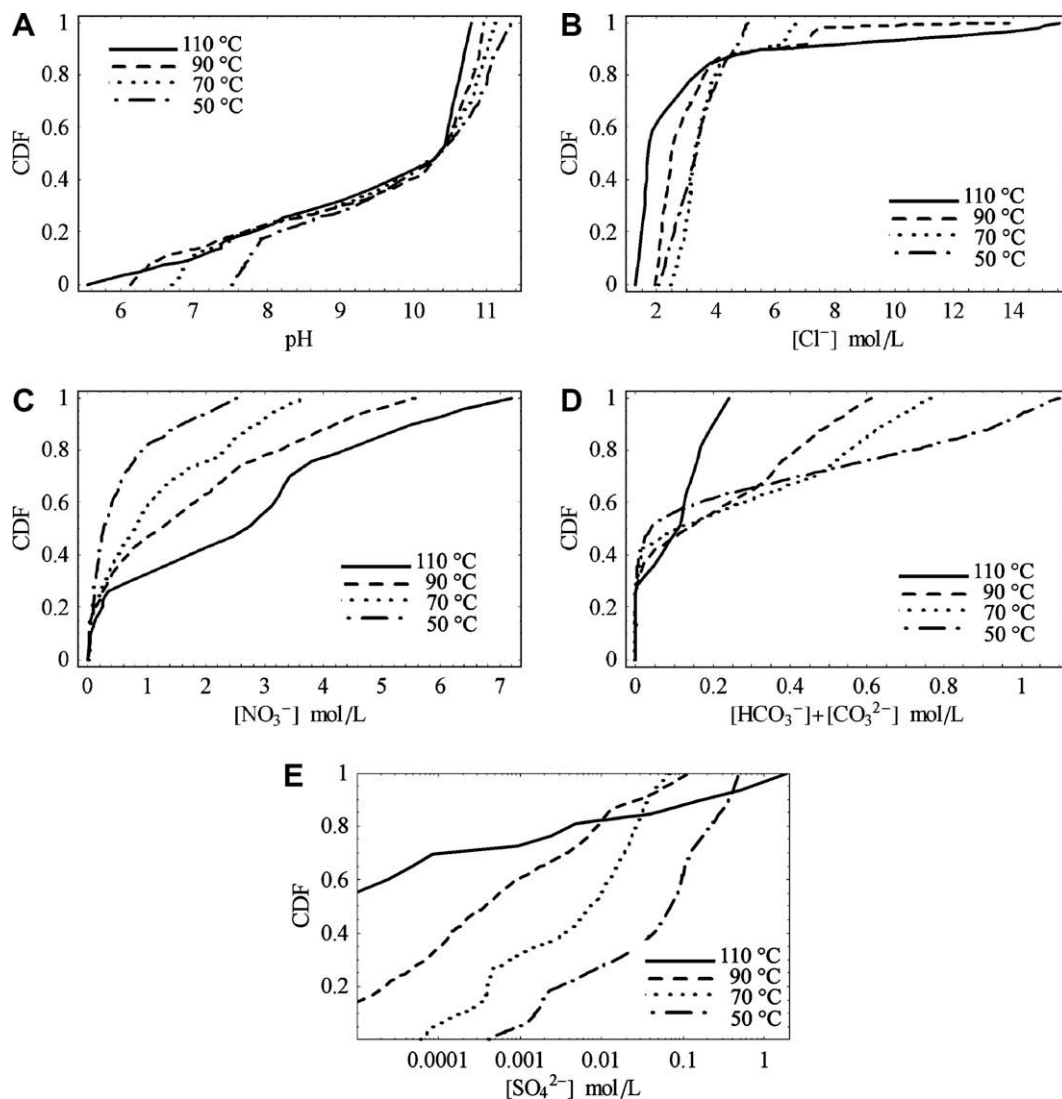 A
1
0.8
0.6
0.4
0.2
0
CDF
110 °C
90 °C
70 °C
50 °C
6 7 8 9 10 11
pH
B
1
0.8
0.6
0.4
0.2
0
CDF
110 °C
90 °C
70 °C
50 °C
2 4 6 8 10 12 14
[Cl⁻] mol/L
C
1
0.8
0.6
0.4
0.2
0
CDF
110 °C
90 °C
70 °C
50 °C
0 1 2 3 4 5 6 7
[NO₃⁻] mol/L
D
1
0.8
0.6
0.4
0.2
0
CDF
110 °C
90 °C
70 °C
50 °C
0 0.2 0.4 0.6 0.8 1
[HCO₃⁻]+[CO₃²⁻] mol/L
E
1
0.8
0.6
0.4
0.2
CDF
110 °C
90 °C
70 °C
50 °C
0.0001 0.001 0.01 0.1 1
[SO₄²⁻] mol/L